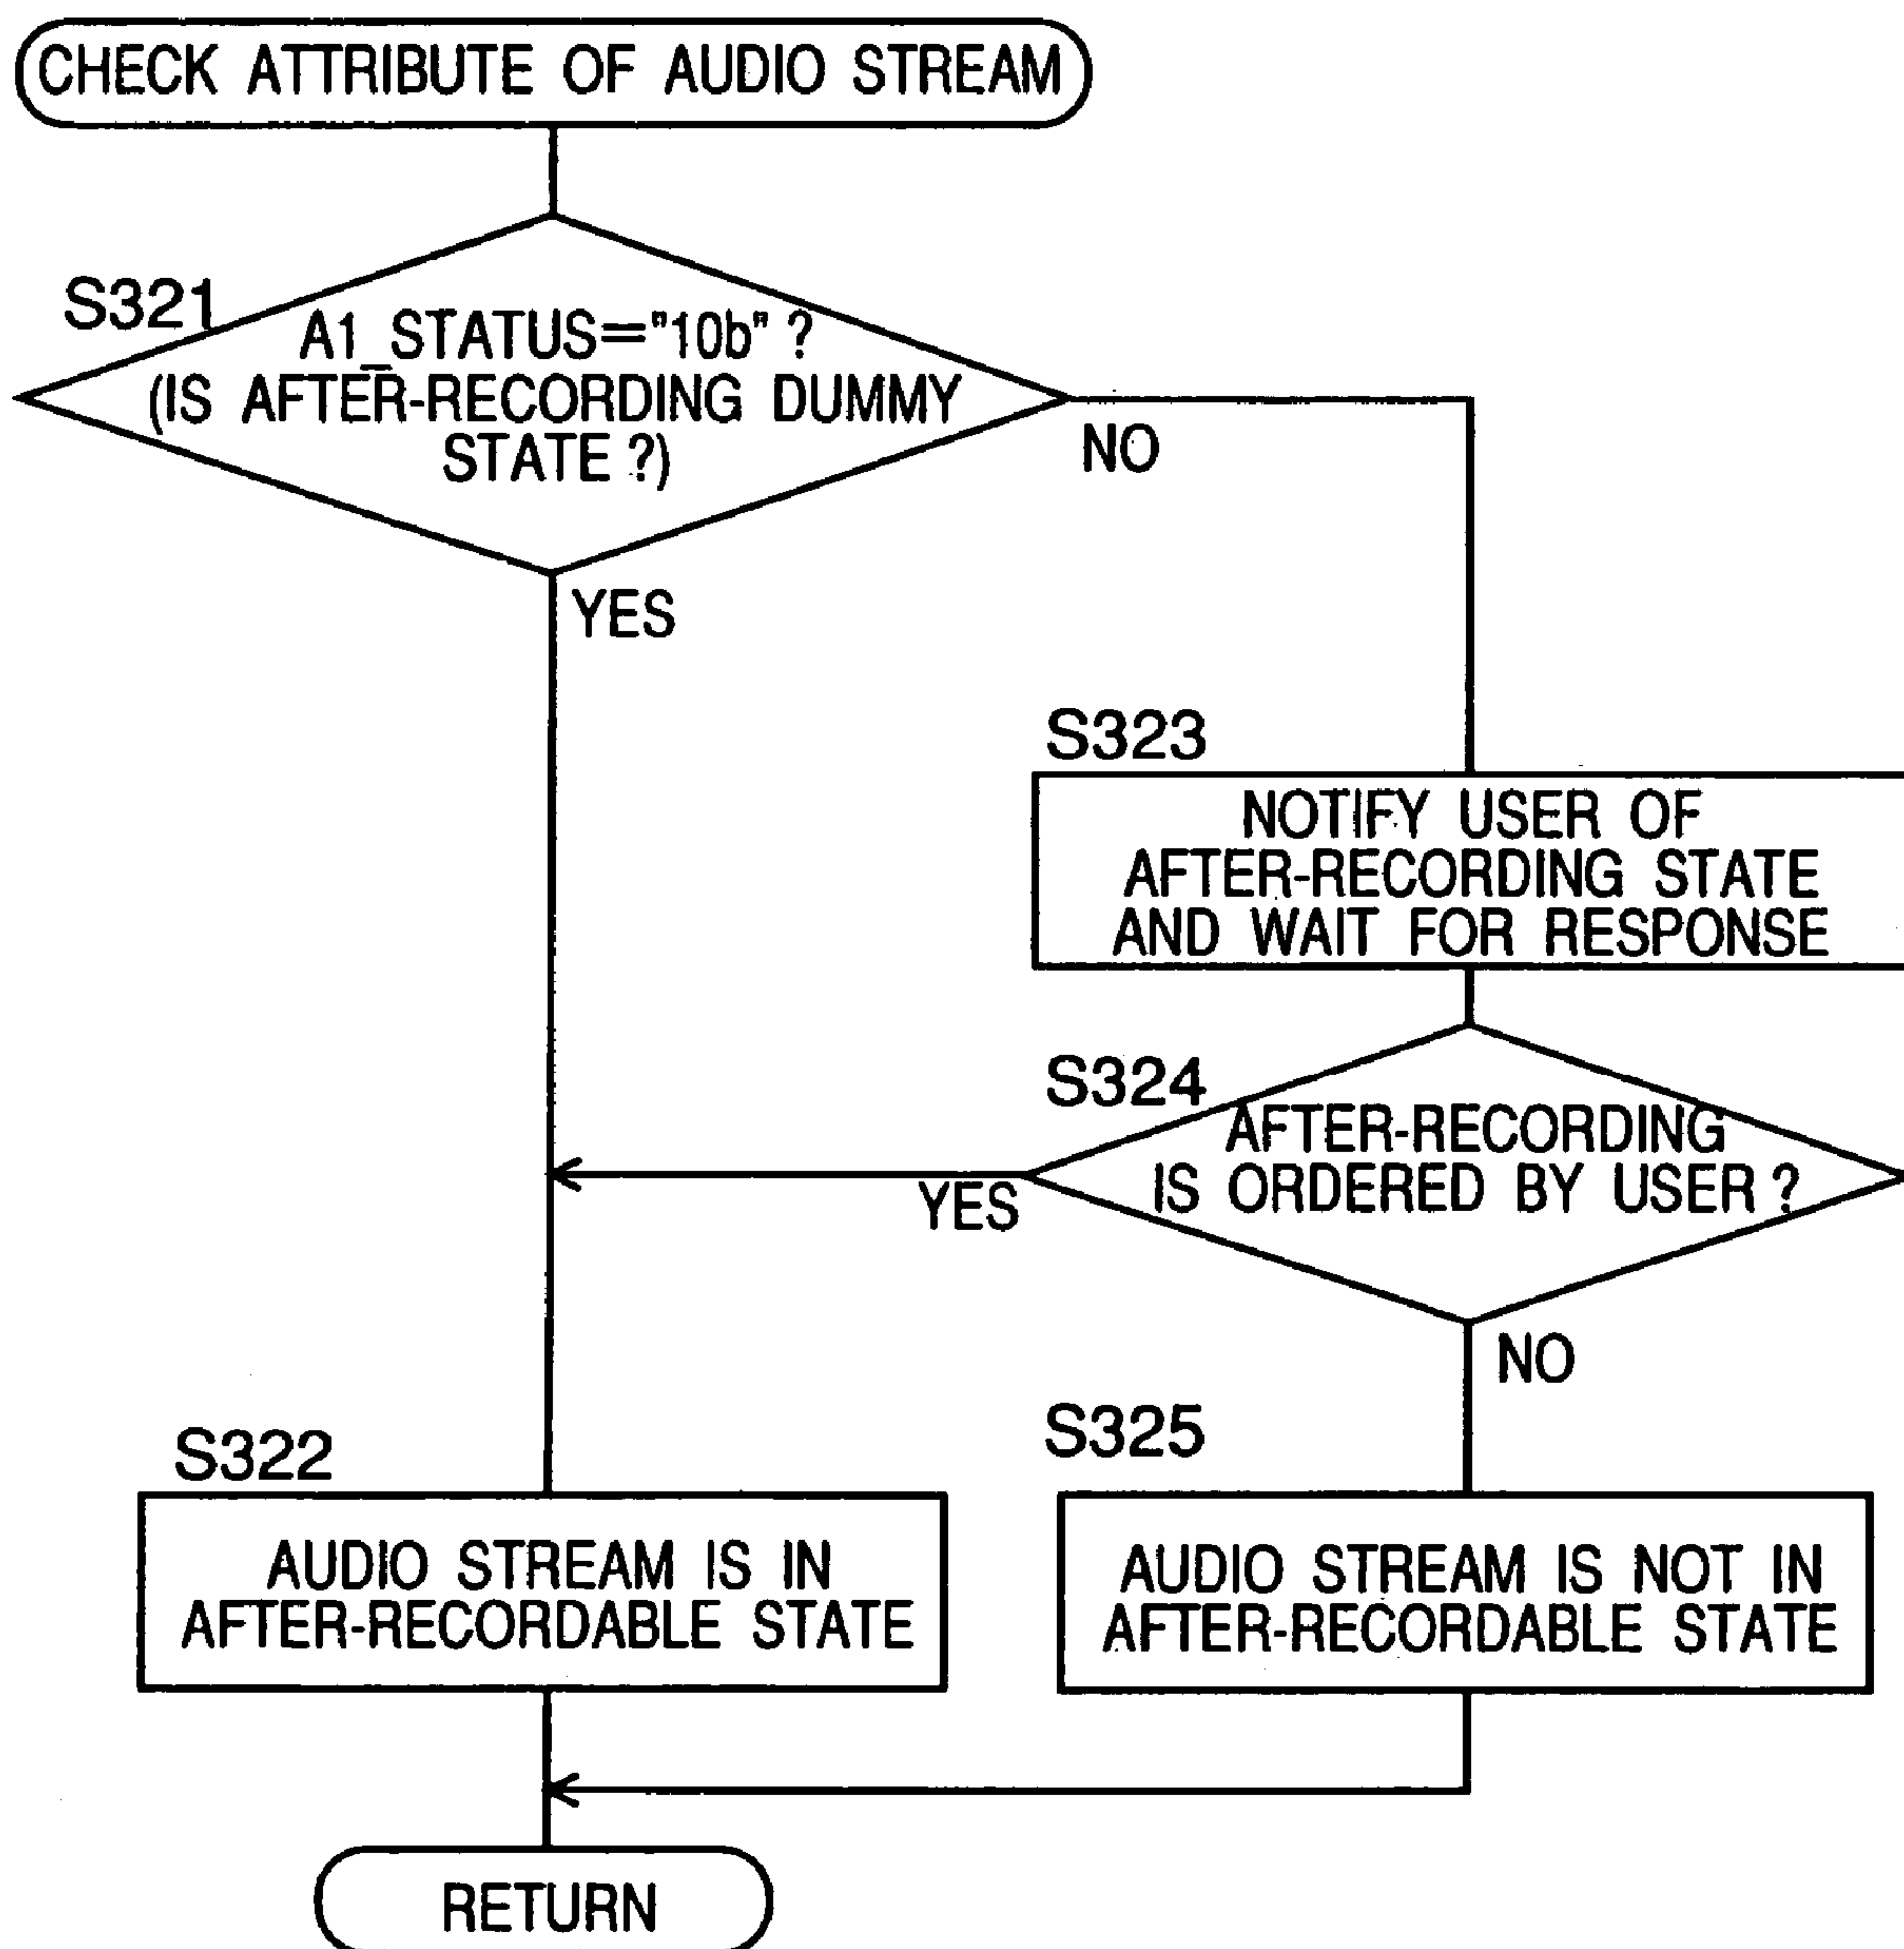 CHECK ATTRIBUTE OF AUDIO STREAM
S321
A1_STATUS="10b" ?
(IS AFTER-RECORDING DUMMY
STATE ?)
NO
YES
S323
NOTIFY USER OF
AFTER-RECORDING STATE
AND WAIT FOR RESPONSE
S324
AFTER-RECORDING
IS ORDERED BY USER ?
YES
NO
S322
AUDIO STREAM IS IN
AFTER-RECORDABLE STATE
S325
AUDIO STREAM IS NOT IN
AFTER-RECORDABLE STATE
RETURN